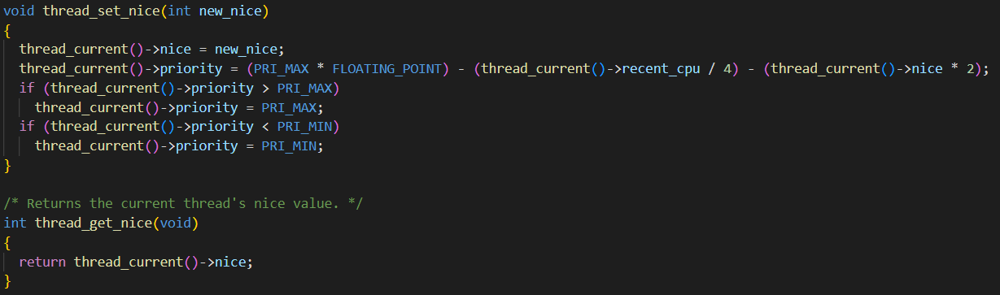 void thread_set_nice(int new_nice)
{
  thread_current()->nice = new_nice;
  thread_current()->priority = (PRI_MAX * FLOATING_POINT) - (thread_current()->recent_cpu / 4) - (thread_current()->nice * 2);
  if (thread_current()->priority > PRI_MAX)
    thread_current()->priority = PRI_MAX;
  if (thread_current()->priority < PRI_MIN)
    thread_current()->priority = PRI_MIN;
}

/* Returns the current thread's nice value. */
int thread_get_nice(void)
{
  return thread_current()->nice;
}